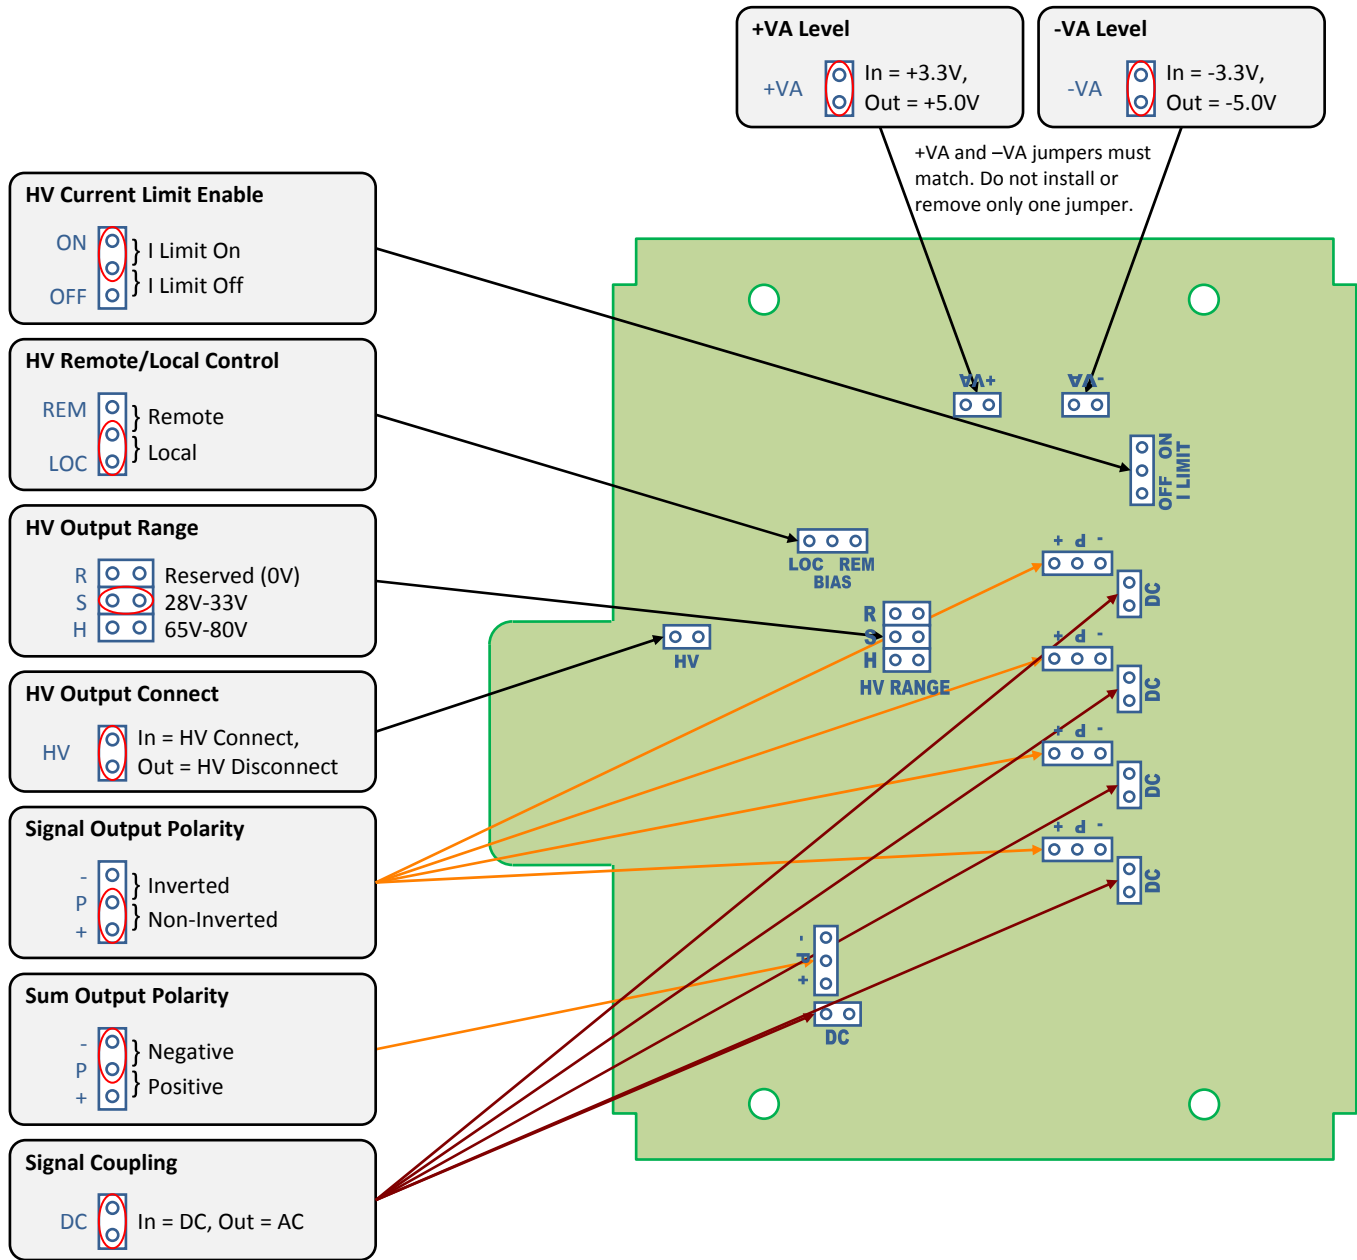 +VA Level
+VA
In = +3.3V,
Out = +5.0V
-VA Level
-VA
In = -3.3V,
Out = -5.0V
+VA and –VA jumpers must
match. Do not install or
remove only one jumper.
HV Current Limit Enable
ON
} I Limit On
} I Limit Off
OFF
HV Remote/Local Control
REM
} Remote
} Local
LOC
HV Output Range
R Reserved (0V)
S 28V-33V
H 65V-80V
HV Output Connect
HV
In = HV Connect,
Out = HV Disconnect
Signal Output Polarity
-
} Inverted
P
} Non-Inverted
+
Sum Output Polarity
-
} Negative
P
} Positive
+
Signal Coupling
DC In = DC, Out = AC
+VA
-VA
OFF ON
I LIMIT
LOC REM
BIAS
R
S
H
HV RANGE
HV
+ P -
DC
+ P -
DC
+ P -
DC
+ P -
DC
- P +
DC